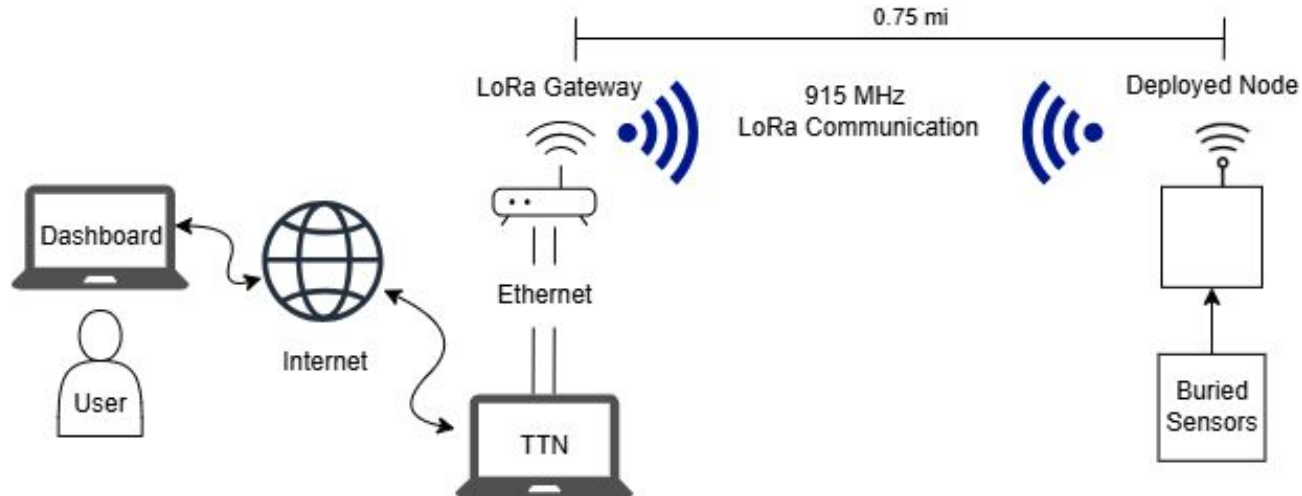 0.75 mi
LoRa Gateway
915 MHz
LoRa Communication
Deployed Node
Dashboard
Ethernet
Internet
User
TTN
Buried
Sensors